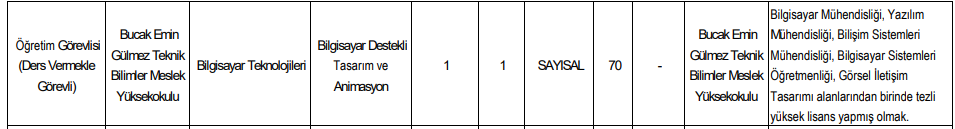 Öğretim Görevlisi
(Ders Vermekle
Görevli)
Bucak Emin
Gülmez Teknik
Bilimler Meslek
Yüksekokulu
Bilgisayar Teknolojileri
Bilgisayar Destekli
Tasarım ve
Animasyon
1
1
SAYISAL
70
-
Bucak Emin
Gülmez Teknik
Bilimler Meslek
Yüksekokulu
Bilgisayar Mühendisliği, Yazılım
Mühendisliği, Bilişim Sistemleri
Mühendisliği, Bilgisayar Sistemleri
Öğretmenliği, Görsel İletişim
Tasarımı alanlarından birinde tezli
yüksek lisans yapmış olmak.